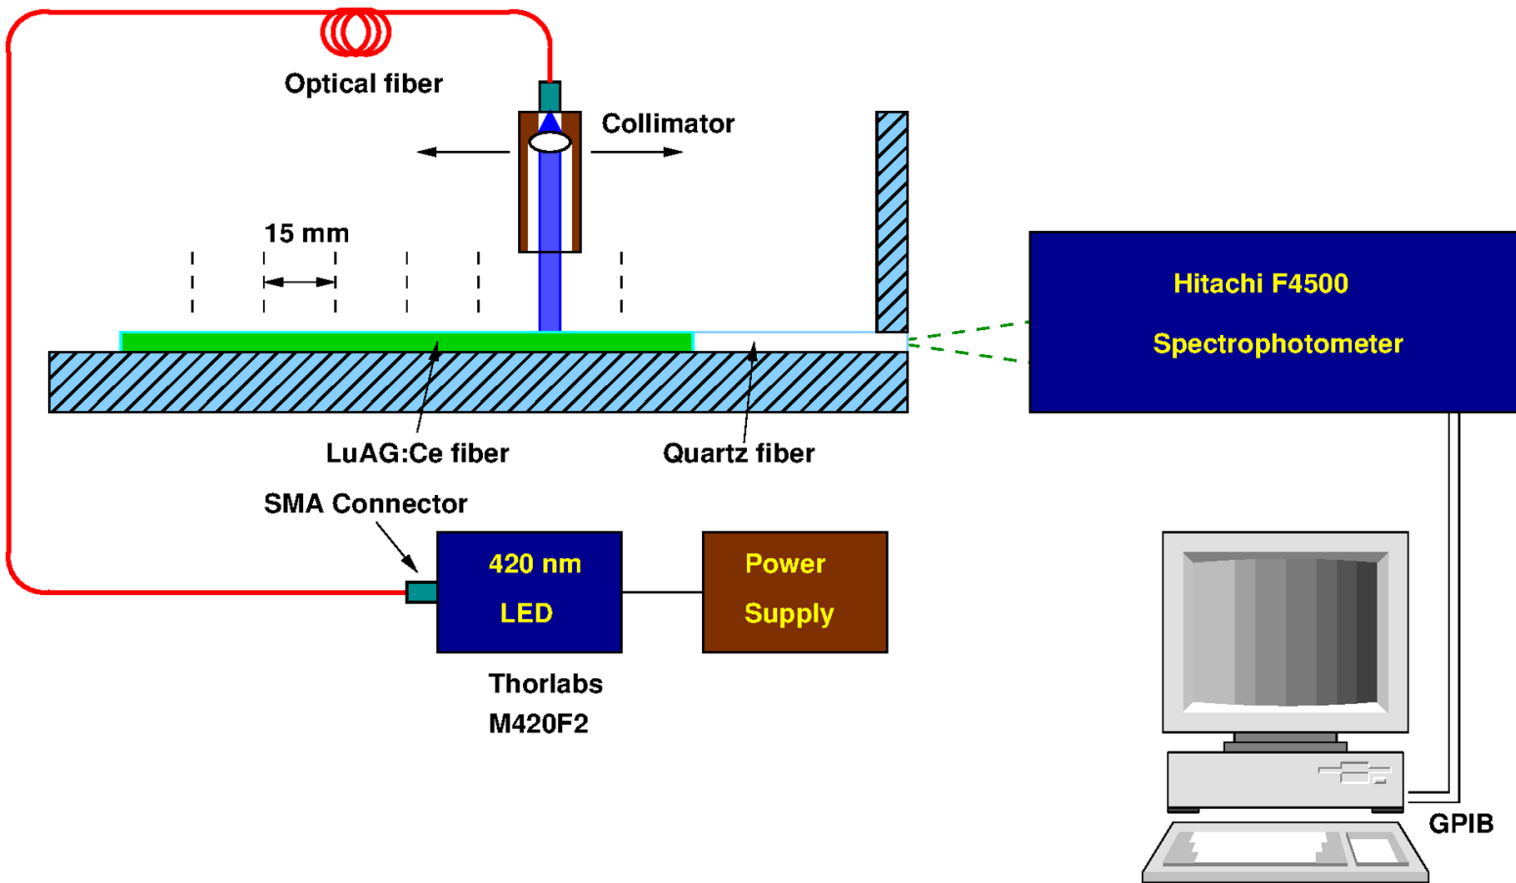 Optical fiber
Collimator
15 mm
Hitachi F4500
Spectrophotometer
LuAG:Ce fiber
Quartz fiber
SMA Connector
420 nm
LED
Power
Supply
Thorlabs
M420F2
GPIB